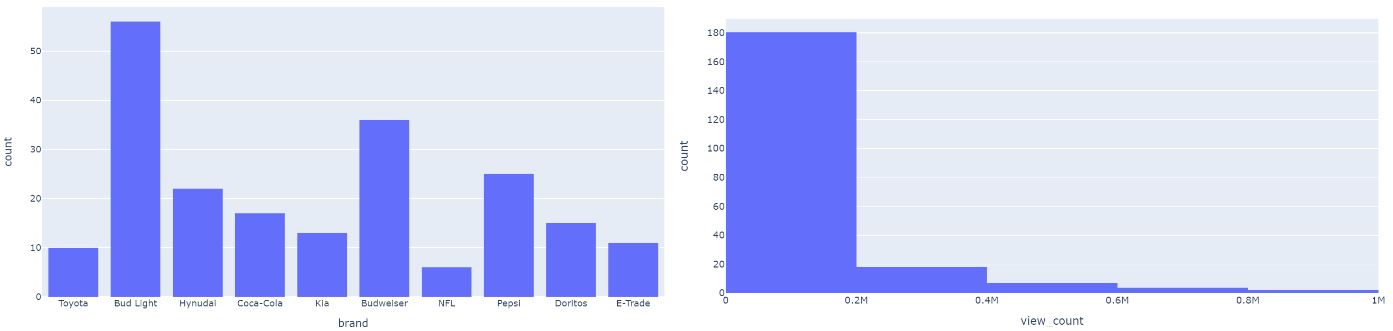 count
50
40
30
20
10
0
Toyota Bud Light Hynudai Coca-Cola Kia Budweiser NFL Pepsi Doritos E-Trade
brand
count
180
160
140
120
100
80
60
40
20
0
0 0.2M 0.4M 0.6M 0.8M 1M
view_count